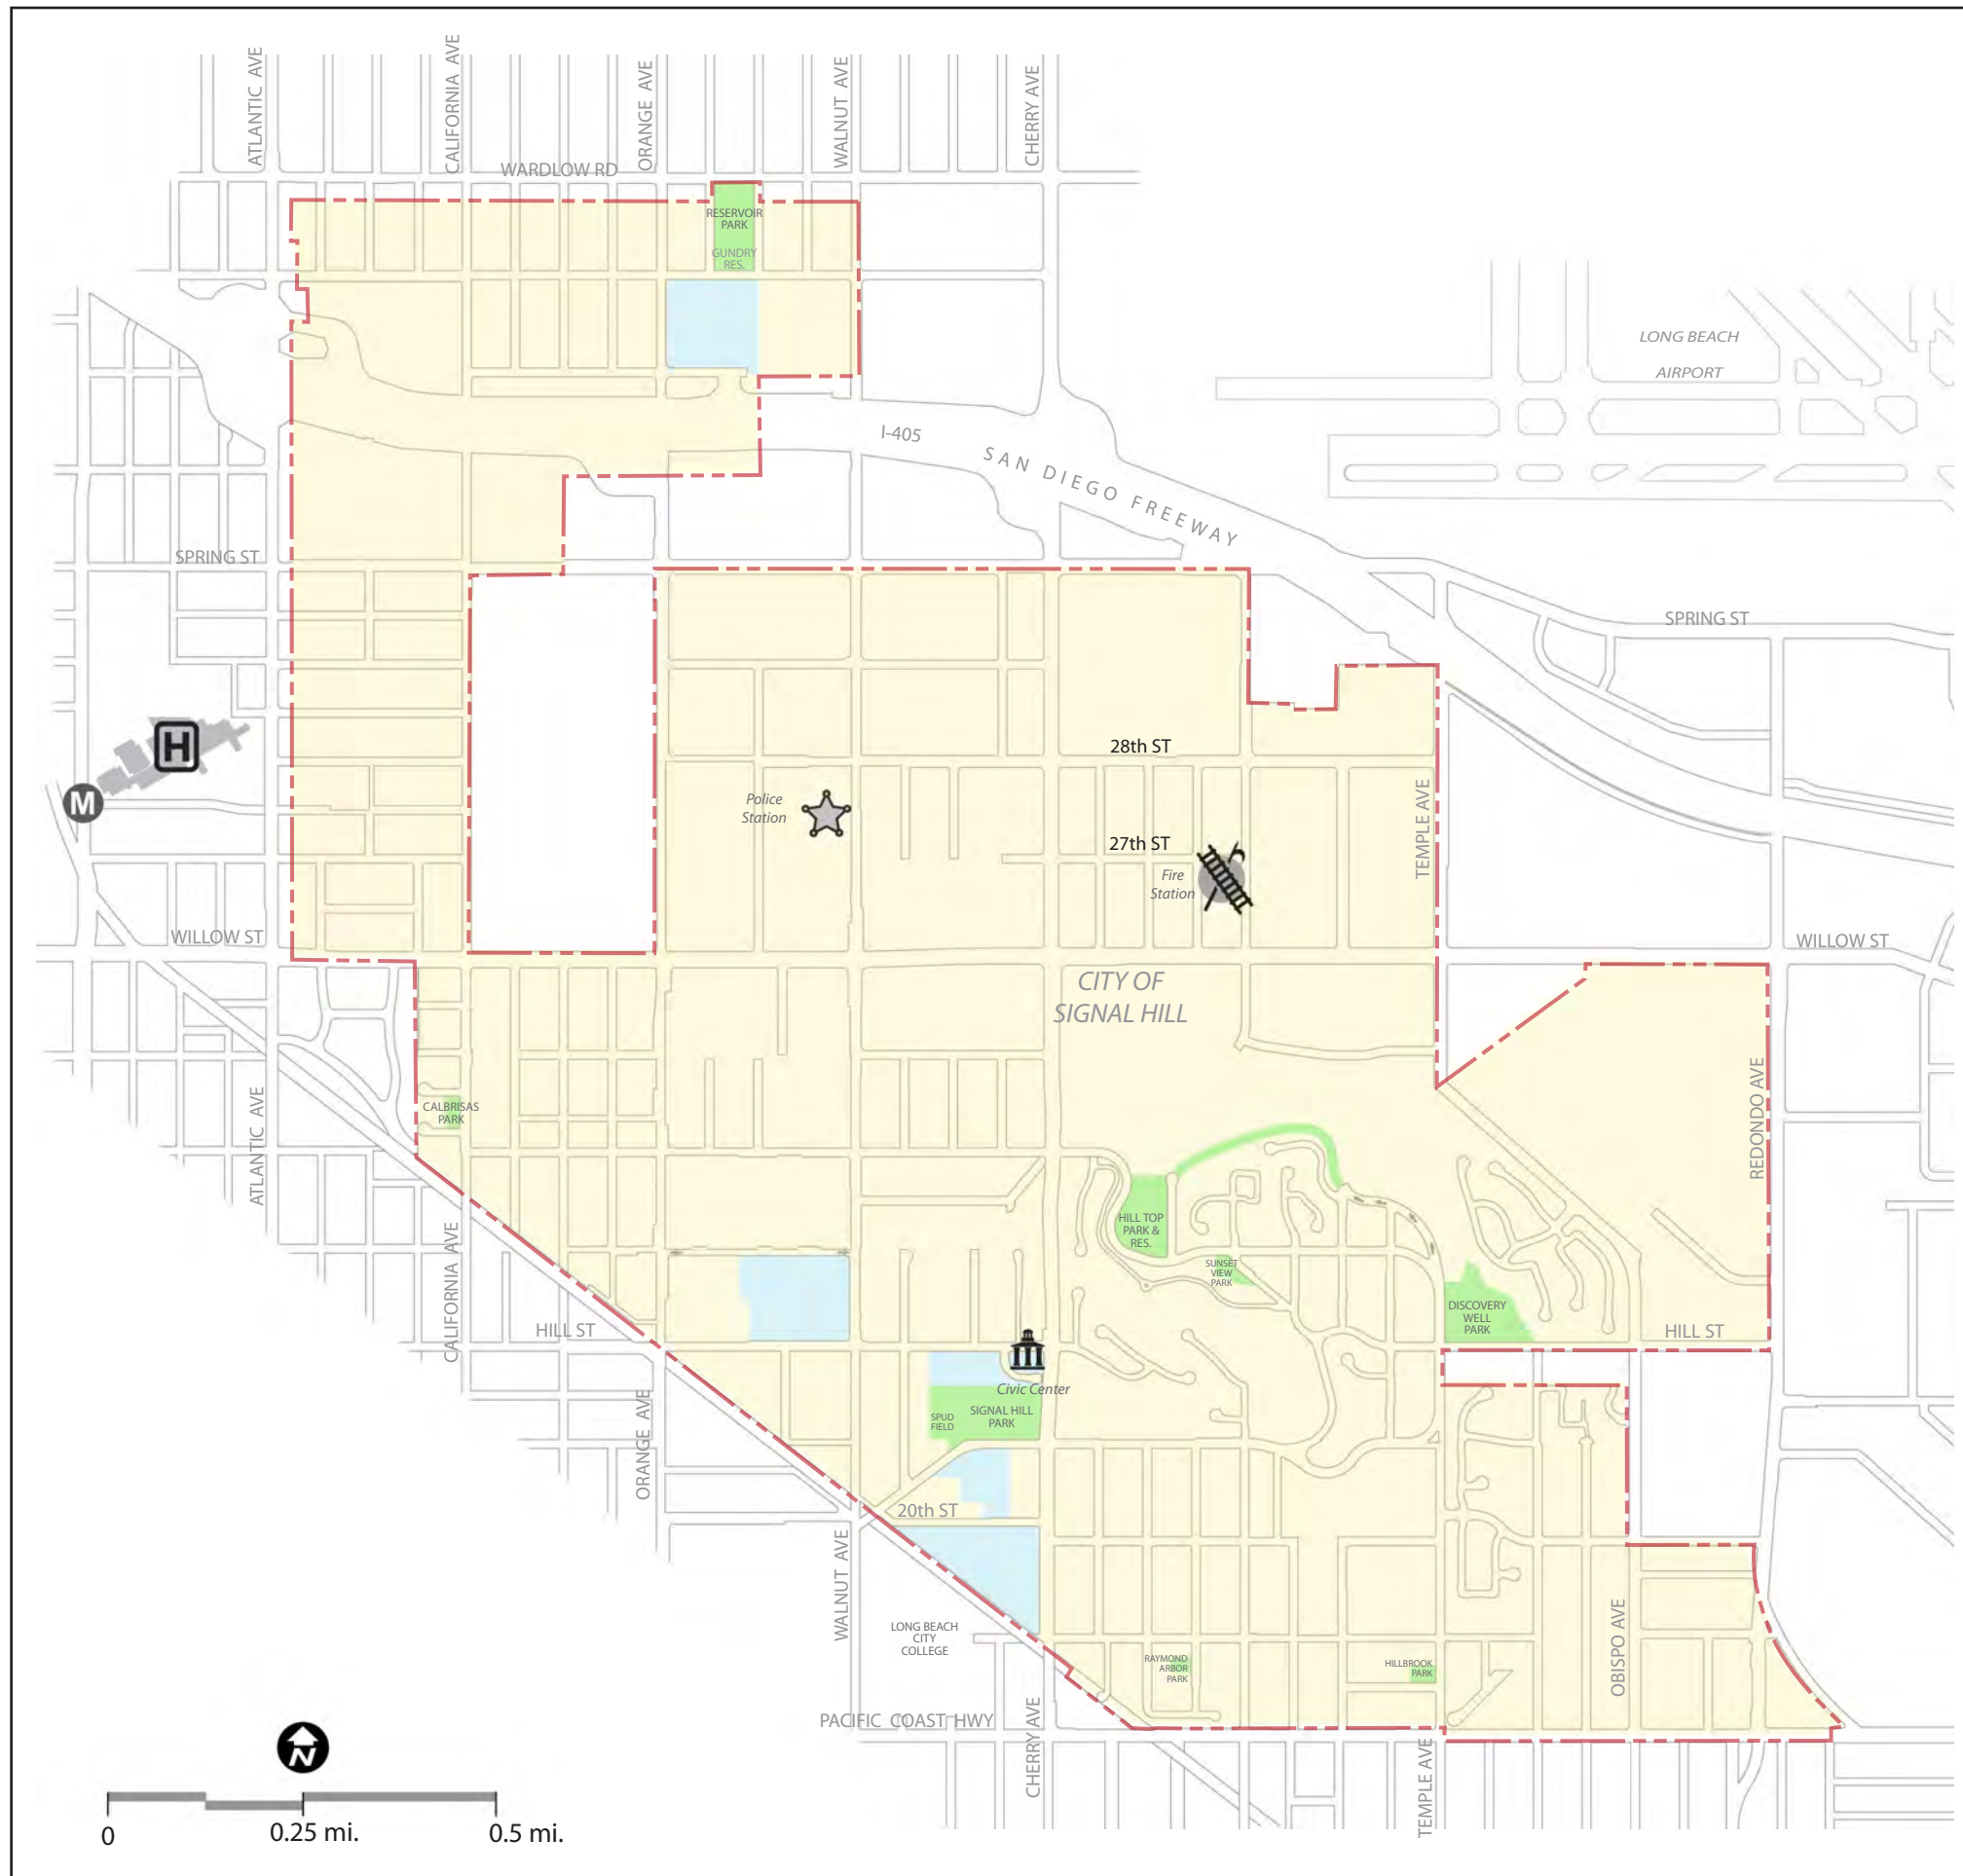 ATLANTIC AVE
CALIFORNIA AVE
ORANGE AVE
WALNUT AVE
CHERRY AVE
WARDLOW RD
RESERVOIR
PARK
GUNDRY
RES.
LONG BEACH
AIRPORT
I-405
SAN DIEGO FREEWAY
SPRING ST
SPRING ST
H
M
28th ST
Police
Station
27th ST
Fire
Station
TEMPLE AVE
WILLOW ST
WILLOW ST
CITY OF
SIGNAL HILL
CALBRISAS
PARK
ATLANTIC AVE
REDONDO AVE
HILL TOP
PARK &
RES.
SUNSET
VIEW
PARK
DISCOVERY
WELL
PARK
CALIFORNIA AVE
HILL ST
HILL ST
Civic Center
SPUD
FIELD
SIGNAL HILL
PARK
ORANGE AVE
20th ST
WALNUT AVE
LONG BEACH
CITY
COLLEGE
RAYMOND
ARBOR
PARK
HILLBROOK
PARK
OBISPO AVE
PACIFIC COAST HWY
CHERRY AVE
TEMPLE AVE
N
0
0.25 mi.
0.5 mi.